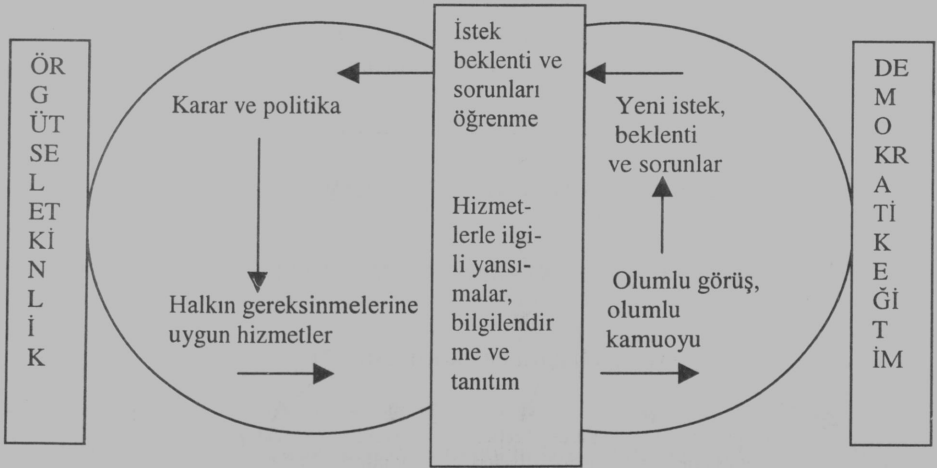 ÖR
G
ÜT
SE
L
ET
Kİ
N
L
İ
K
Karar ve politika
Halkın gereksinmelerine
uygun hizmetler
İstek
beklenti ve
sorunları
öğrenme
Hizmet-
lerle ilgi-
li yansı-
malar,
bilgilendir
me ve
tanıtım
Yeni istek,
beklenti
ve sorunlar
Olumlu görüş,
olumlu
kamuoyu
DE
M
O
KR
A
Tİ
K
E
Ğİ
T
İM